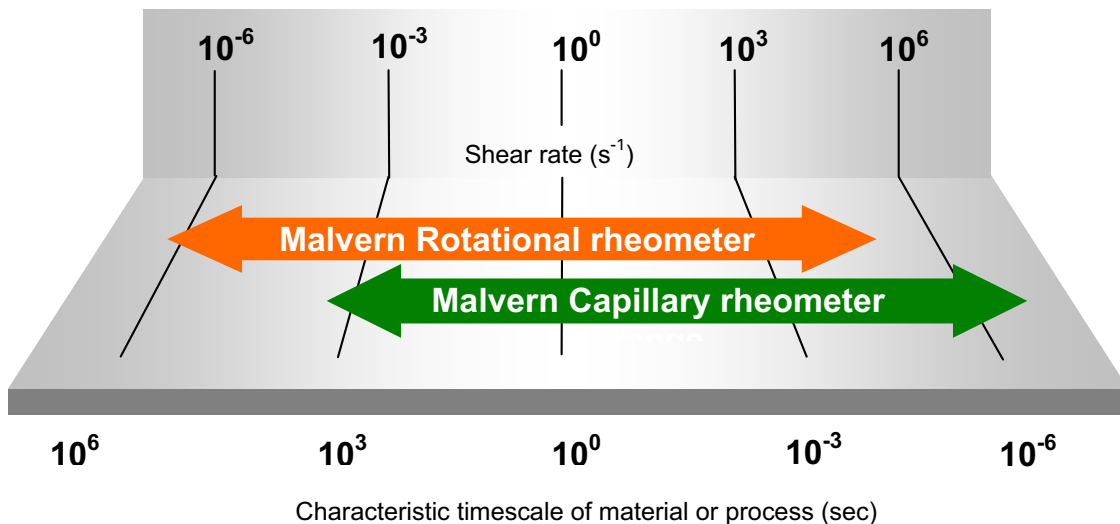 10⁻⁶ 10⁻³ 10⁰ 10³ 10⁶
Shear rate (s⁻¹)
Malvern Rotational rheometer
Malvern Capillary rheometer
10⁶ 10³ 10⁰ 10⁻³ 10⁻⁶
Characteristic timescale of material or process (sec)